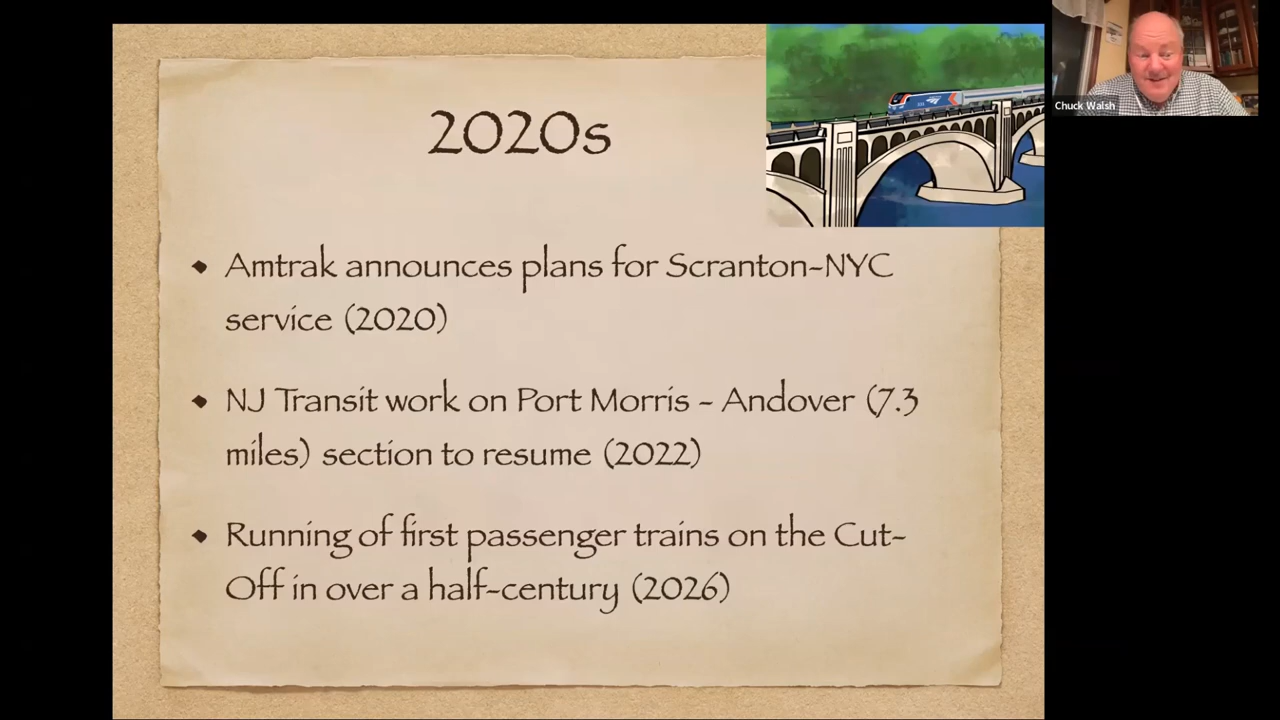 2020s
Amtrak announces plans for Scranton-NYC
service (2020)
NJ Transit work on Port Morris - Andover (7.3
miles) section to resume (2022)
Running of first passenger trains on the Cut-
Off in over a half-century (2026)
Chuck Walsh